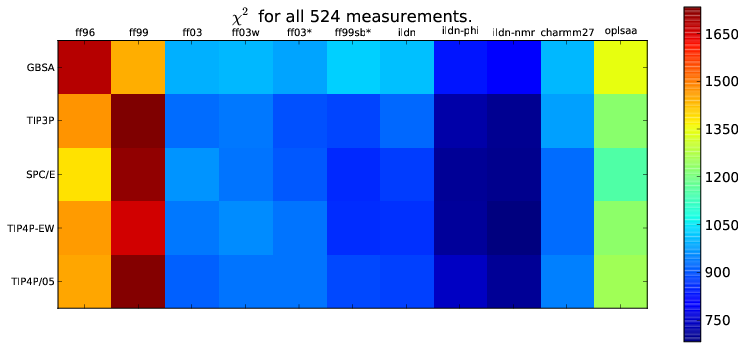 χ² for all 524 measurements.
ff96 ff99 ff03 ff03w ff03* ff99sb* ildn ildn-phi ildn-nmr charmm27 oplsaa
GBSA
TIP3P
SPC/E
TIP4P-EW
TIP4P/05
1650
1500
1350
1200
1050
900
750